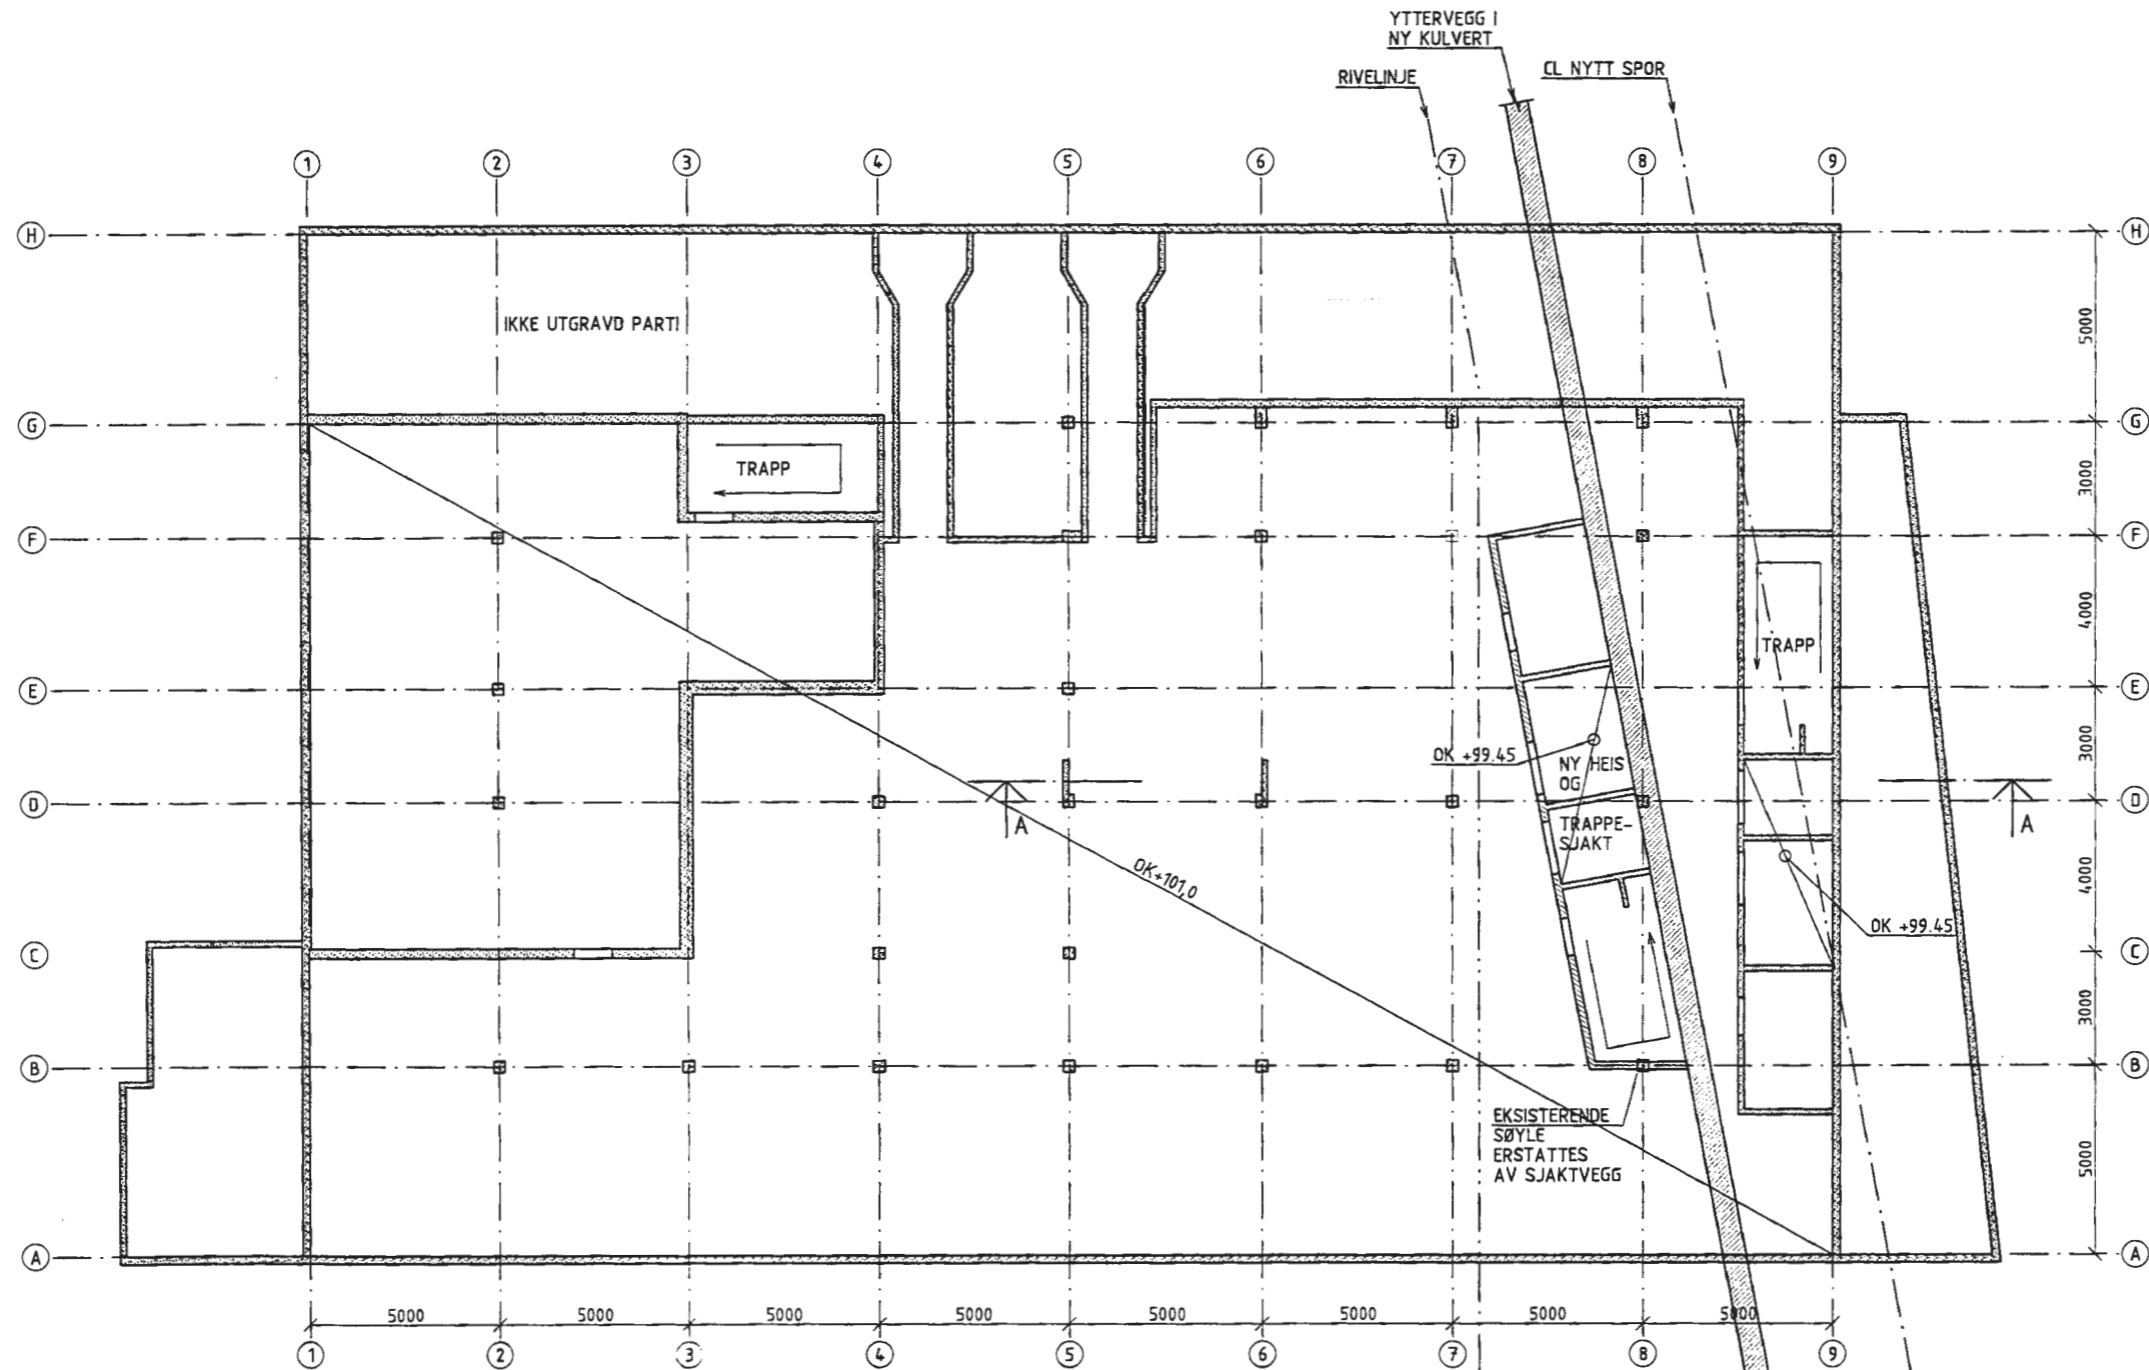 YTTERVEGG I
NY KULVERT
RIVELINJE
CL NYTT SPOR
1 2 3 4 5 6 7 8 9
H H
IKKE UTGRAVD PARTI
5000
G G
TRAPP
3000
F F
4000
TRAPP
E E
OK +99.45
NY HEIS
OG
3000
D D
A A
TRAPPE-
SJAKT
OK+101,0
4000
OK +99.45
C C
3000
B B
EKSISTERENDE
SØYLE
ERSTATTES
AV SJAKTVEGG
5000
A A
5000 5000 5000 5000 5000 5000 5000 5000
1 2 3 4 5 6 7 8 9